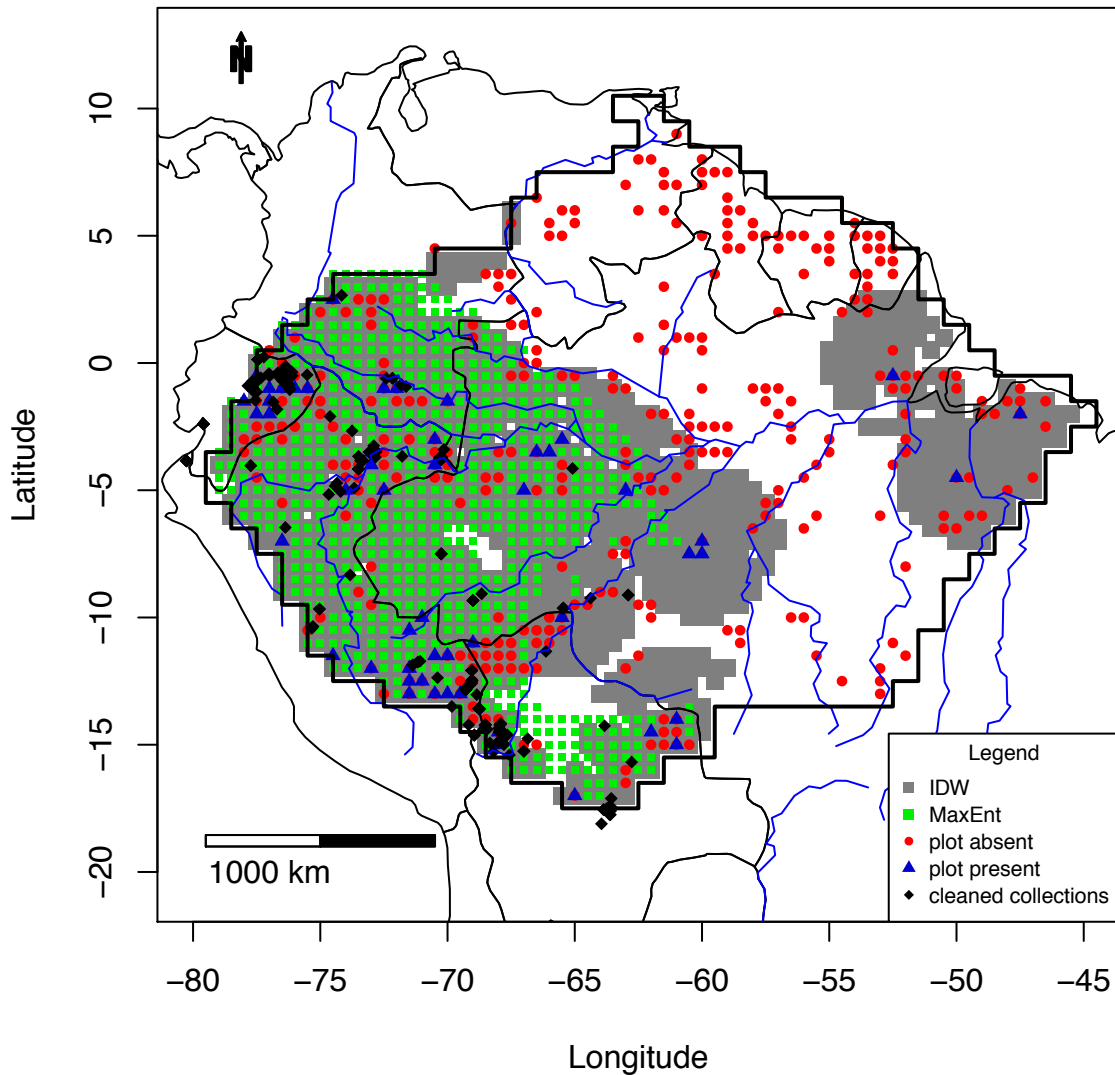 N
10
5
0
−5
−10
−15
−20
Latitude
1000 km
Legend
IDW
MaxEnt
plot absent
plot present
cleaned collections
−80 −75 −70 −65 −60 −55 −50 −45
Longitude